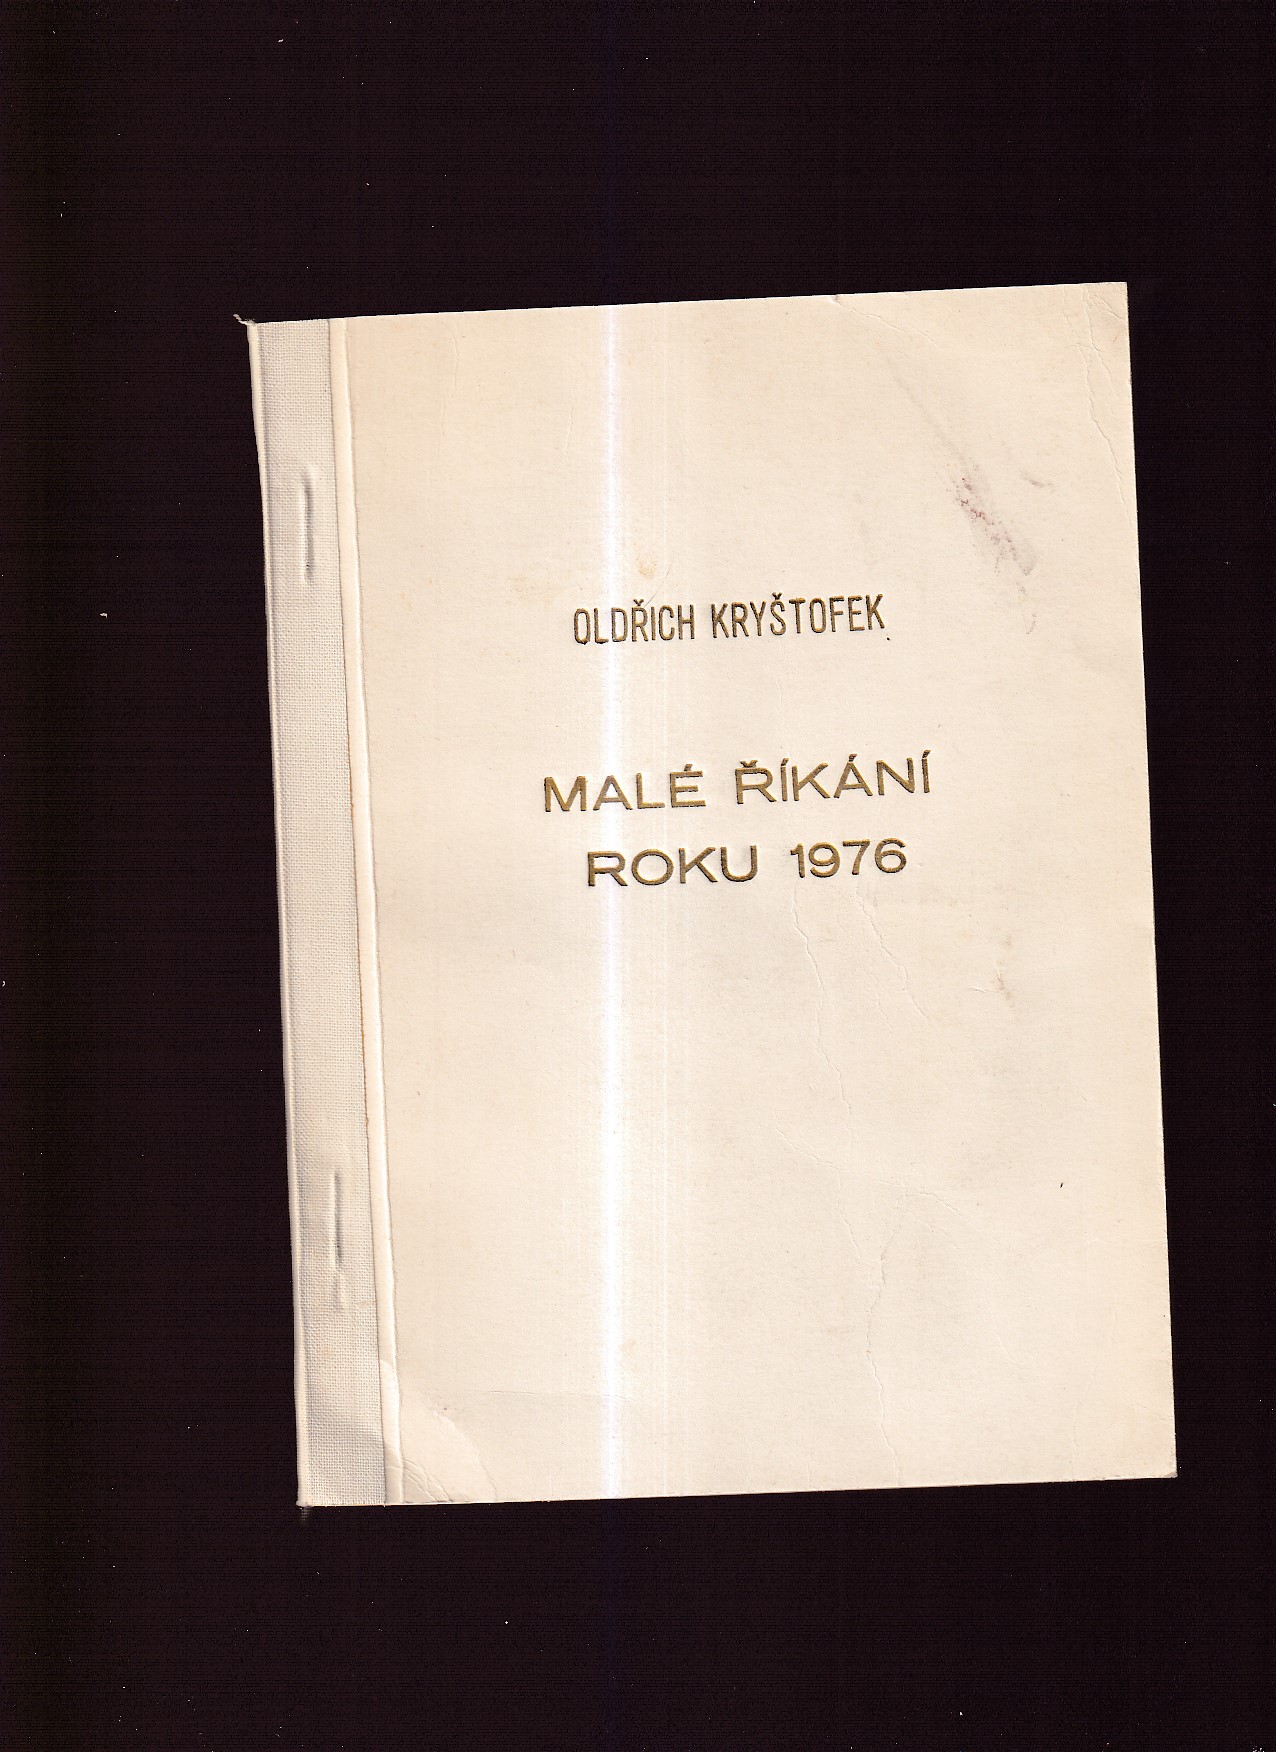 OLDŘICH KRYŠTOFEK
MALÉ ŘÍKÁNÍ
ROKU 1976